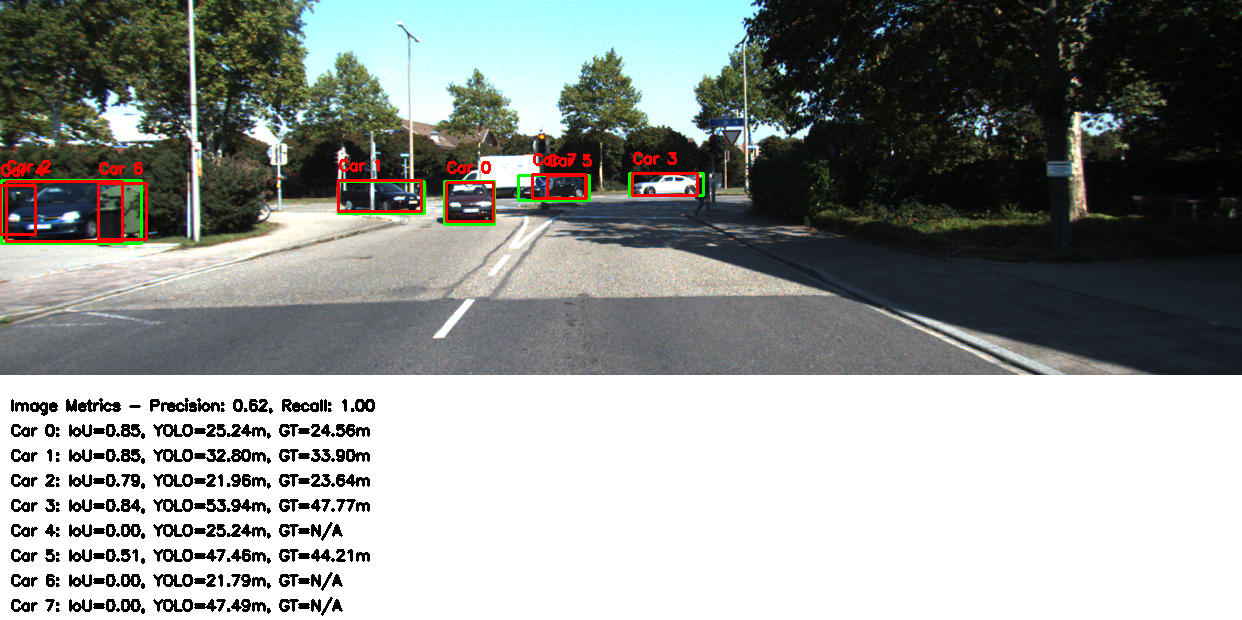 Car 4
Car 6
Car 1
Car 0
Car 5
Car 3
Image Metrics - Precision: 0.62, Recall: 1.00
Car 0: IoU=0.85, YOLO=25.24m, GT=24.56m
Car 1: IoU=0.85, YOLO=32.80m, GT=33.90m
Car 2: IoU=0.79, YOLO=21.96m, GT=23.64m
Car 3: IoU=0.84, YOLO=53.94m, GT=47.77m
Car 4: IoU=0.00, YOLO=25.24m, GT=N/A
Car 5: IoU=0.51, YOLO=47.46m, GT=44.21m
Car 6: IoU=0.00, YOLO=21.79m, GT=N/A
Car 7: IoU=0.00, YOLO=47.49m, GT=N/A